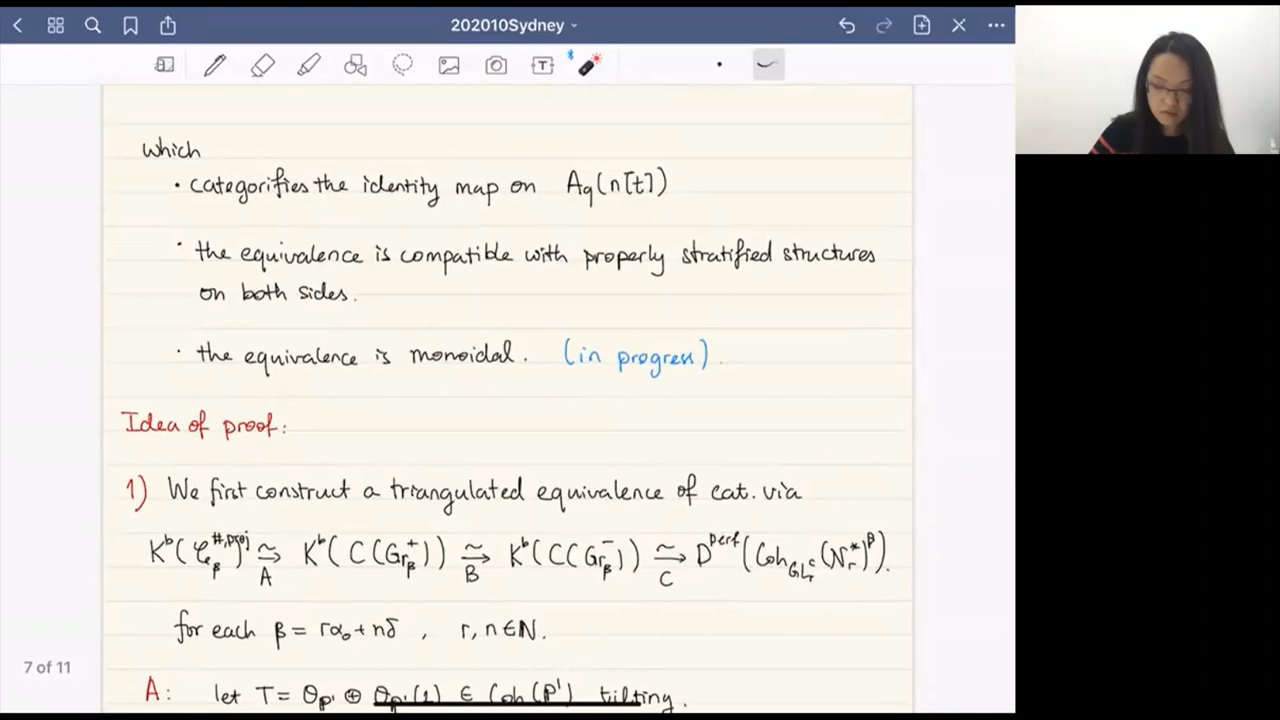 202010Sydney
which
· categorifies the identity map on A_q(n[t])
· the equivalence is compatible with properly stratified structures
on both sides.
· the equivalence is monoidal. (in progress).
Idea of proof:
1) We first construct a triangulated equivalence of cat. via
K^b(𝒞_β^{#,proj}) ≃_A K^b(C(Gr_β^+)) ≃_B K^b(C(Gr_β^-)) ≃_C D^{perf}(Coh_{GL_r^c}(N_r^*)^β).
for each β = rα_0 + nδ , r, n ∈ ℕ.
7 of 11
A: let T = O_{P^1} ⊕ O_{P^1}(1) ∈ Coh(P^1) tilting.